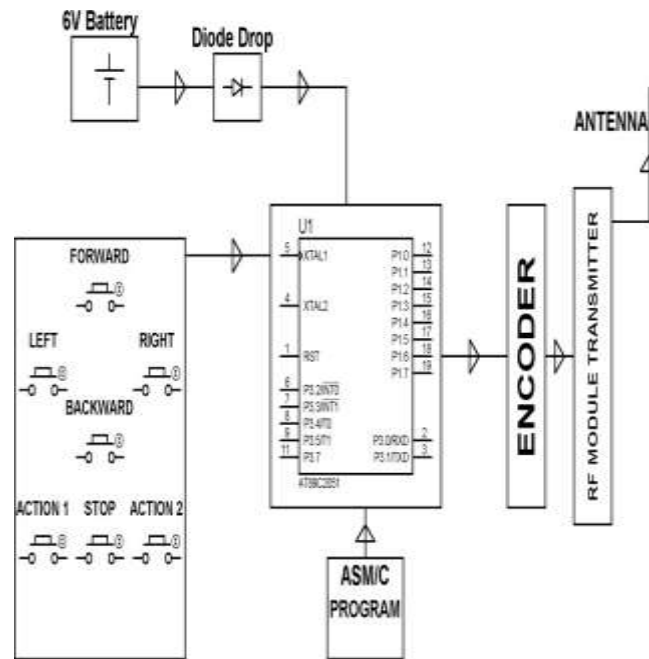 6V Battery
Diode Drop
ANTENNA
U1
5 XTAL1
4 XTAL2
1 RST
6 P3.2/INT0
7 P3.3/INT1
8 P3.4/T0
9 P3.5/T1
11 P3.7
P1.0 12
P1.1 13
P1.2 14
P1.3 15
P1.4 16
P1.5 17
P1.6 18
P1.7 19
P3.0/RXD 2
P3.1/TXD 3
AT89C2051
FORWARD
LEFT RIGHT
BACKWARD
ACTION 1 STOP ACTION 2
ENCODER
RF MODULE TRANSMITTER
ASM/C
PROGRAM